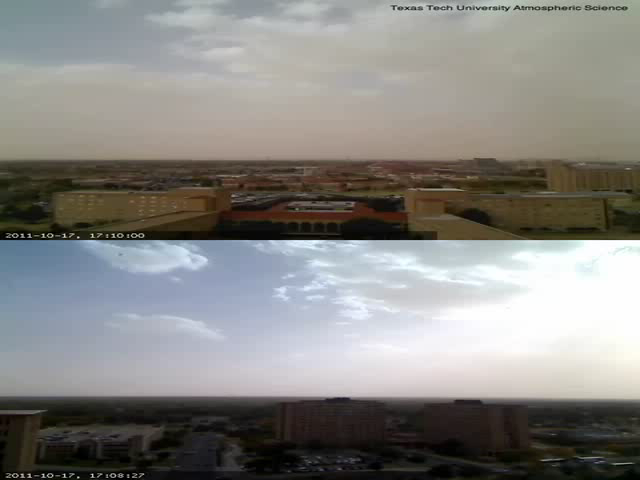 Texas Tech University Atmospheric Science
2011-10-17, 17:10:00
2011-10-17, 17:08:27